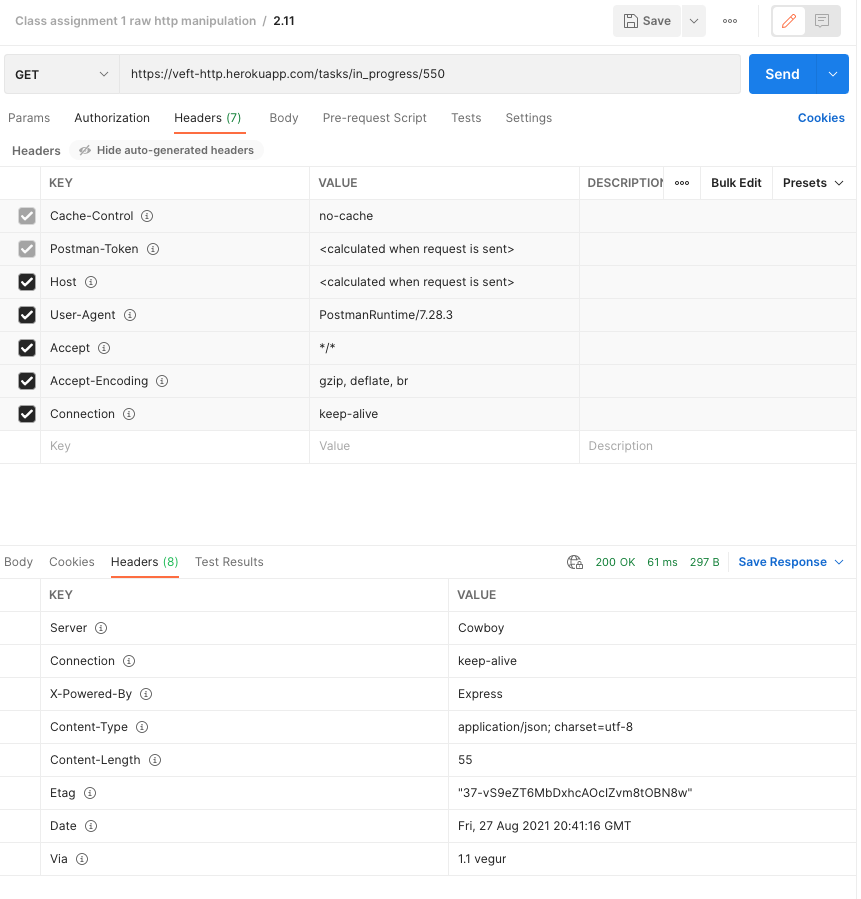 Class assignment 1 raw http manipulation / 2.11
Save
GET
https://veft-http.herokuapp.com/tasks/in_progress/550
Send
Params Authorization Headers (7) Body Pre-request Script Tests Settings Cookies
Headers Hide auto-generated headers
KEY VALUE DESCRIPTION Bulk Edit Presets
Cache-Control no-cache
Postman-Token <calculated when request is sent>
Host <calculated when request is sent>
User-Agent PostmanRuntime/7.28.3
Accept */*
Accept-Encoding gzip, deflate, br
Connection keep-alive
Key Value Description
Body Cookies Headers (8) Test Results 200 OK 61 ms 297 B Save Response
KEY VALUE
Server Cowboy
Connection keep-alive
X-Powered-By Express
Content-Type application/json; charset=utf-8
Content-Length 55
Etag "37-vS9eZT6MbDxhcAOclZvm8tOBN8w"
Date Fri, 27 Aug 2021 20:41:16 GMT
Via 1.1 vegur